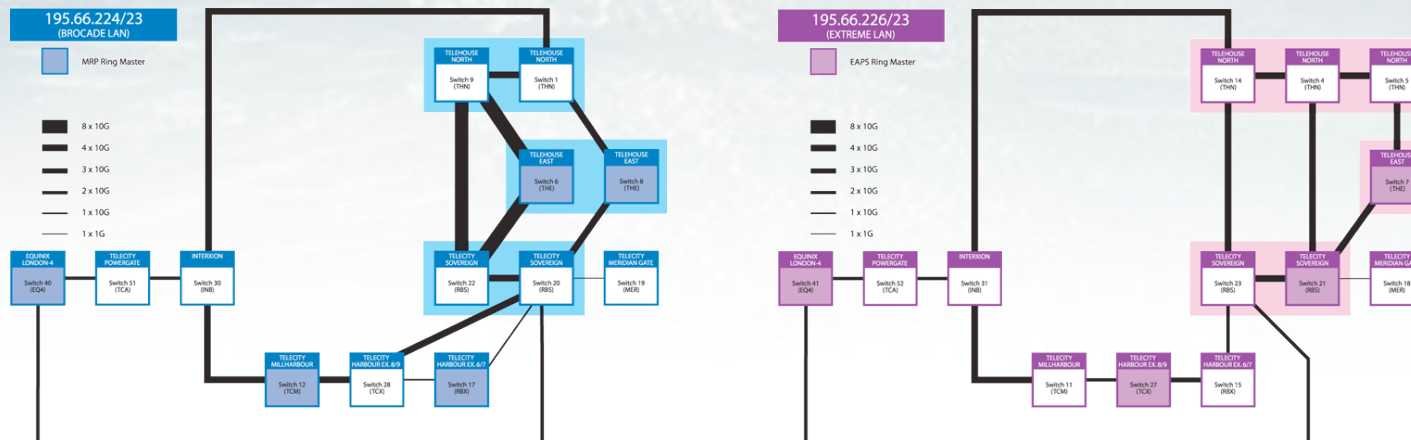 195.66.224/23
(BROCADE LAN)
MRP Ring Master
8 x 10G
4 x 10G
3 x 10G
2 x 10G
1 x 10G
1 x 1G
TELEHOUSE
NORTH
Switch 9
(THN)
TELEHOUSE
NORTH
Switch 1
(THN)
TELEHOUSE
EAST
Switch 6
(THE)
TELEHOUSE
EAST
Switch 8
(THE)
EQUINIX
LONDON-4
Switch 40
(EQ4)
TELECITY
POWERGATE
Switch 51
(TCA)
INTERXION
Switch 30
(INB)
TELECITY
SOVEREIGN
Switch 22
(RBS)
TELECITY
SOVEREIGN
Switch 20
(RBS)
TELECITY
MERIDIAN GATE
Switch 19
(MER)
TELECITY
MILLHARBOUR
Switch 12
(TCM)
TELECITY
HARBOUR EX. 8/9
Switch 28
(TCX)
TELECITY
HARBOUR EX. 6/7
Switch 17
(RBX)
195.66.226/23
(EXTREME LAN)
EAPS Ring Master
8 x 10G
4 x 10G
3 x 10G
2 x 10G
1 x 10G
1 x 1G
TELEHOUSE
NORTH
Switch 14
(THN)
TELEHOUSE
NORTH
Switch 4
(THN)
TELEHOUS
NORTH
Switch 5
(THN)
TELEHOUS
EAST
Switch 7
(THE)
EQUINIX
LONDON-4
Switch 41
(EQ4)
TELECITY
POWERGATE
Switch 52
(TCA)
INTERXION
Switch 31
(INB)
TELECITY
SOVEREIGN
Switch 23
(RBS)
TELECITY
SOVEREIGN
Switch 21
(RBS)
TELECITY
MERIDIAN GA
Switch 18
(MER)
TELECITY
MILLHARBOUR
Switch 11
(TCM)
TELECITY
HARBOUR EX. 8/9
Switch 27
(TCX)
TELECITY
HARBOUR EX. 6/7
Switch 15
(RBX)